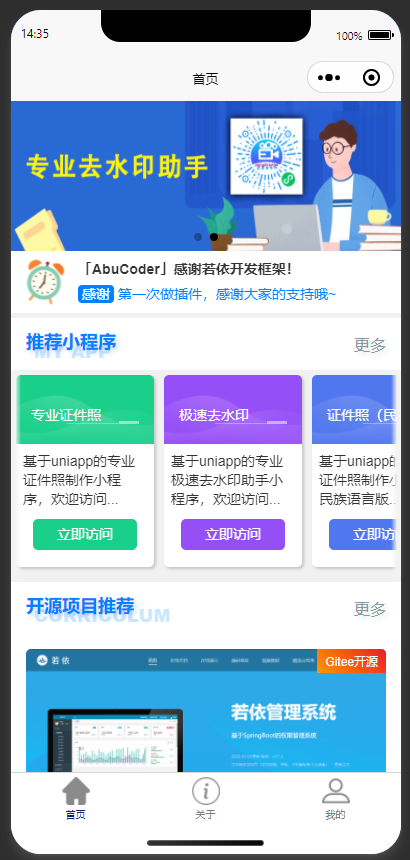 14:35
100%
首页
专业去水印助手
「AbuCoder」感谢若依开发框架！
感谢 第一次做插件，感谢大家的支持哦~
推荐小程序
MY APP
更多
专业证件照
极速去水印
证件照（民
基于uniapp的专业
证件照制作小程
序，欢迎访问...
基于uniapp的专业
极速去水印助手小
程序，欢迎访问...
基于uniap
证件照制作
民族语言版
立即访问
立即访问
立即访
开源项目推荐
CURRICULUM
更多
若依
Gitee开源
若依管理系统
基于SpringBoot的权限管理系统
首页
关于
我的